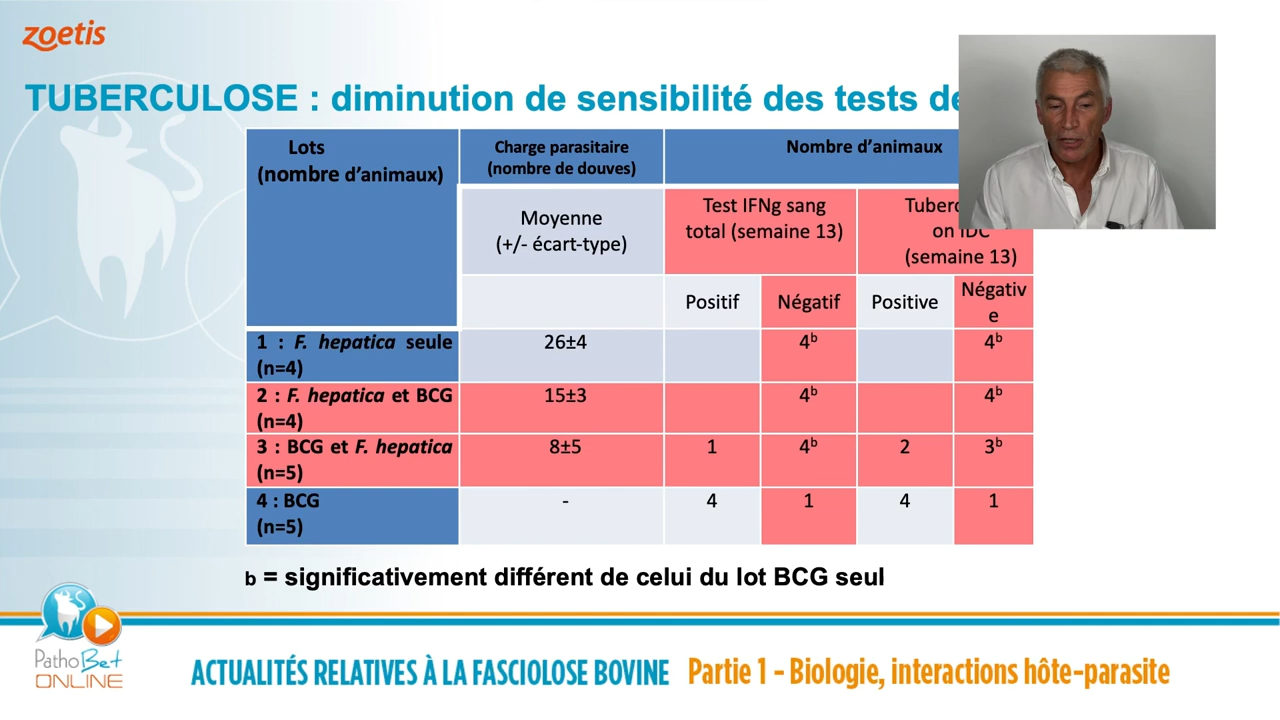 zoetis
TUBERCULOSE : diminution de sensibilité des tests de
Lots
(nombre d'animaux)
Charge parasitaire
(nombre de douves)
Nombre d'animaux
Moyenne
(+/- écart-type)
Test IFNg sang
total (semaine 13)
on IDC
(semaine 13)
Positif
Négatif
Positive
Négativ
e
1 : F. hepatica seule
(n=4)
26±4
4b
4b
2 : F. hepatica et BCG
(n=4)
15±3
4b
4b
3 : BCG et F. hepatica
(n=5)
8±5
1
4b
2
3b
4 : BCG
(n=5)
-
4
1
4
1
b = significativement différent de celui du lot BCG seul
Patho Bet
ONLINE
ACTUALITÉS RELATIVES À LA FASCIOLOSE BOVINE Partie 1 - Biologie, interactions hôte-parasite